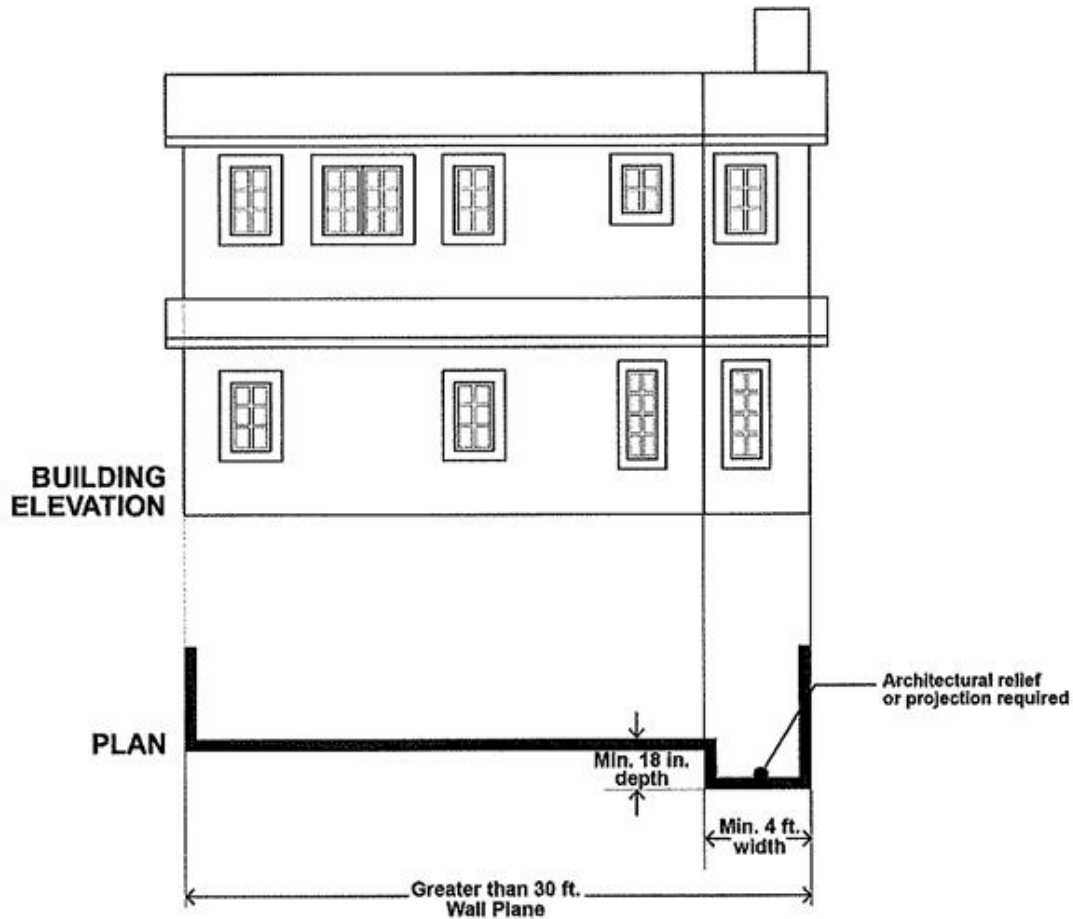 BUILDING
ELEVATION
Architectural relief
or projection required
PLAN
Min. 18 in.
depth
Min. 4 ft.
width
Greater than 30 ft.
Wall Plane